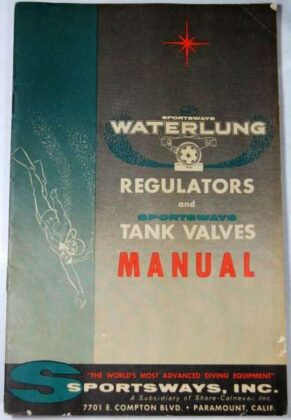 SPORTSWAYS
WATERLUNG
REGULATORS
and
SPORTSWAYS
TANK VALVES
MANUAL
"THE WORLD'S MOST ADVANCED DIVING EQUIPMENT"
SPORTSWAYS, INC.
A Subsidiary of Shore-Calnevar, Inc.
7701 E. COMPTON BLVD. • PARAMOUNT, CALIF.